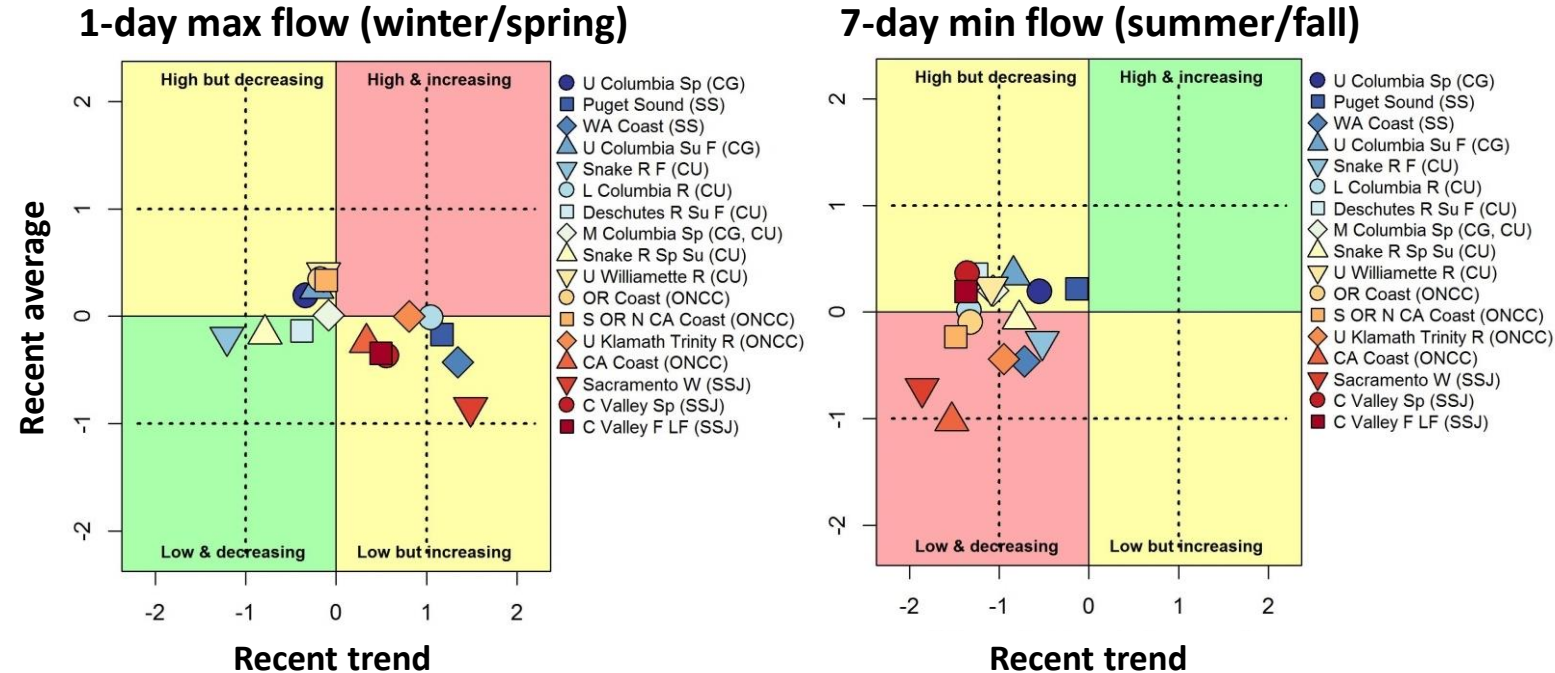 1-day max flow (winter/spring)
High but decreasing
High & increasing
Low & decreasing
Low but increasing
2
1
0
-1
-2
-2
-1
0
1
2
Recent average
Recent trend
U Columbia Sp (CG)
Puget Sound (SS)
WA Coast (SS)
U Columbia Su F (CG)
Snake R F (CU)
L Columbia R (CU)
Deschutes R Su F (CU)
M Columbia Sp (CG, CU)
Snake R Sp Su (CU)
U Williamette R (CU)
OR Coast (ONCC)
S OR N CA Coast (ONCC)
U Klamath Trinity R (ONCC)
CA Coast (ONCC)
Sacramento W (SSJ)
C Valley Sp (SSJ)
C Valley F LF (SSJ)
7-day min flow (summer/fall)
High but decreasing
High & increasing
Low & decreasing
Low but increasing
2
1
0
-1
-2
-2
-1
0
1
2
Recent trend
U Columbia Sp (CG)
Puget Sound (SS)
WA Coast (SS)
U Columbia Su F (CG)
Snake R F (CU)
L Columbia R (CU)
Deschutes R Su F (CU)
M Columbia Sp (CG, CU)
Snake R Sp Su (CU)
U Williamette R (CU)
OR Coast (ONCC)
S OR N CA Coast (ONCC)
U Klamath Trinity R (ONCC)
CA Coast (ONCC)
Sacramento W (SSJ)
C Valley Sp (SSJ)
C Valley F LF (SSJ)